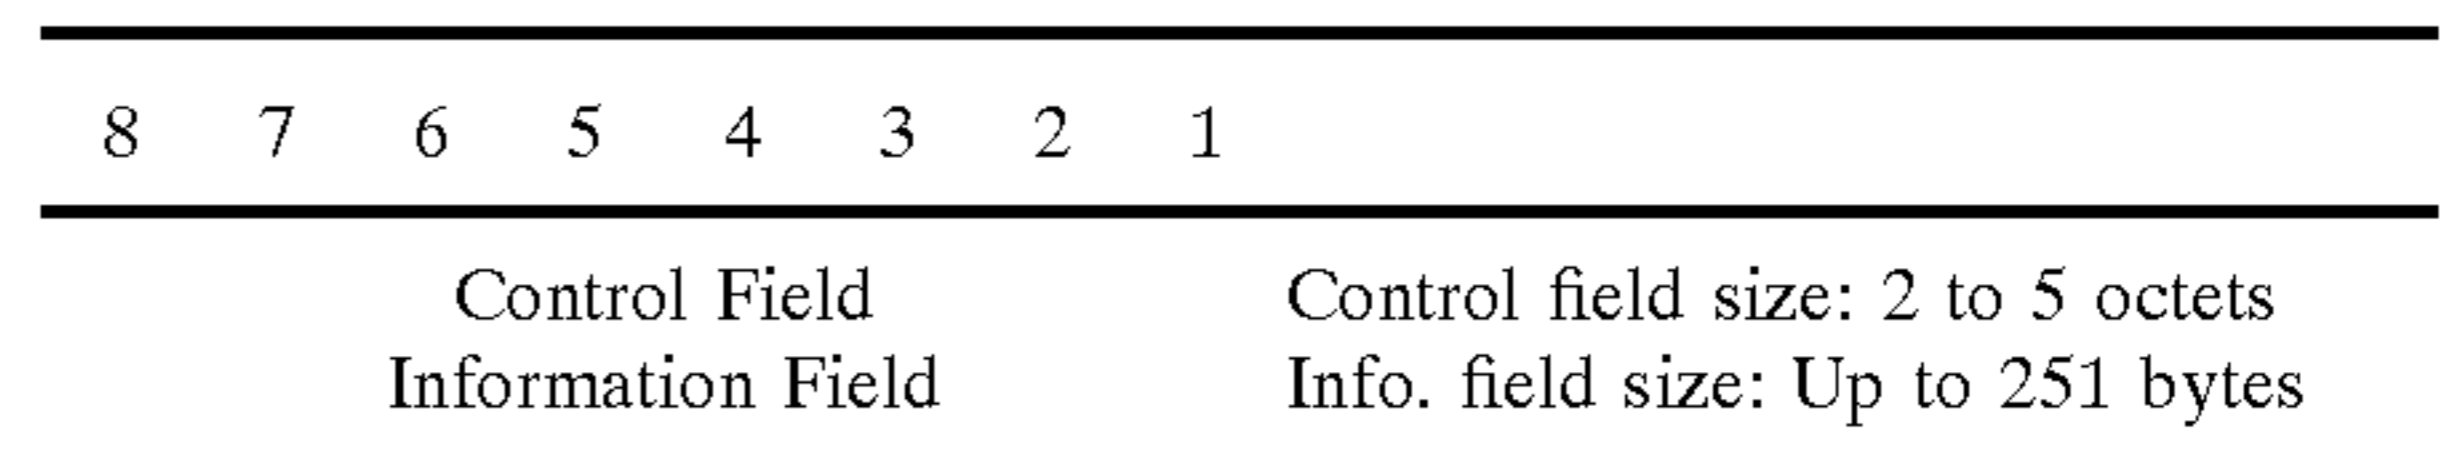 8 7 6 5 4 3 2 1
Control Field Control field size: 2 to 5 octets
Information Field Info. field size: Up to 251 bytes